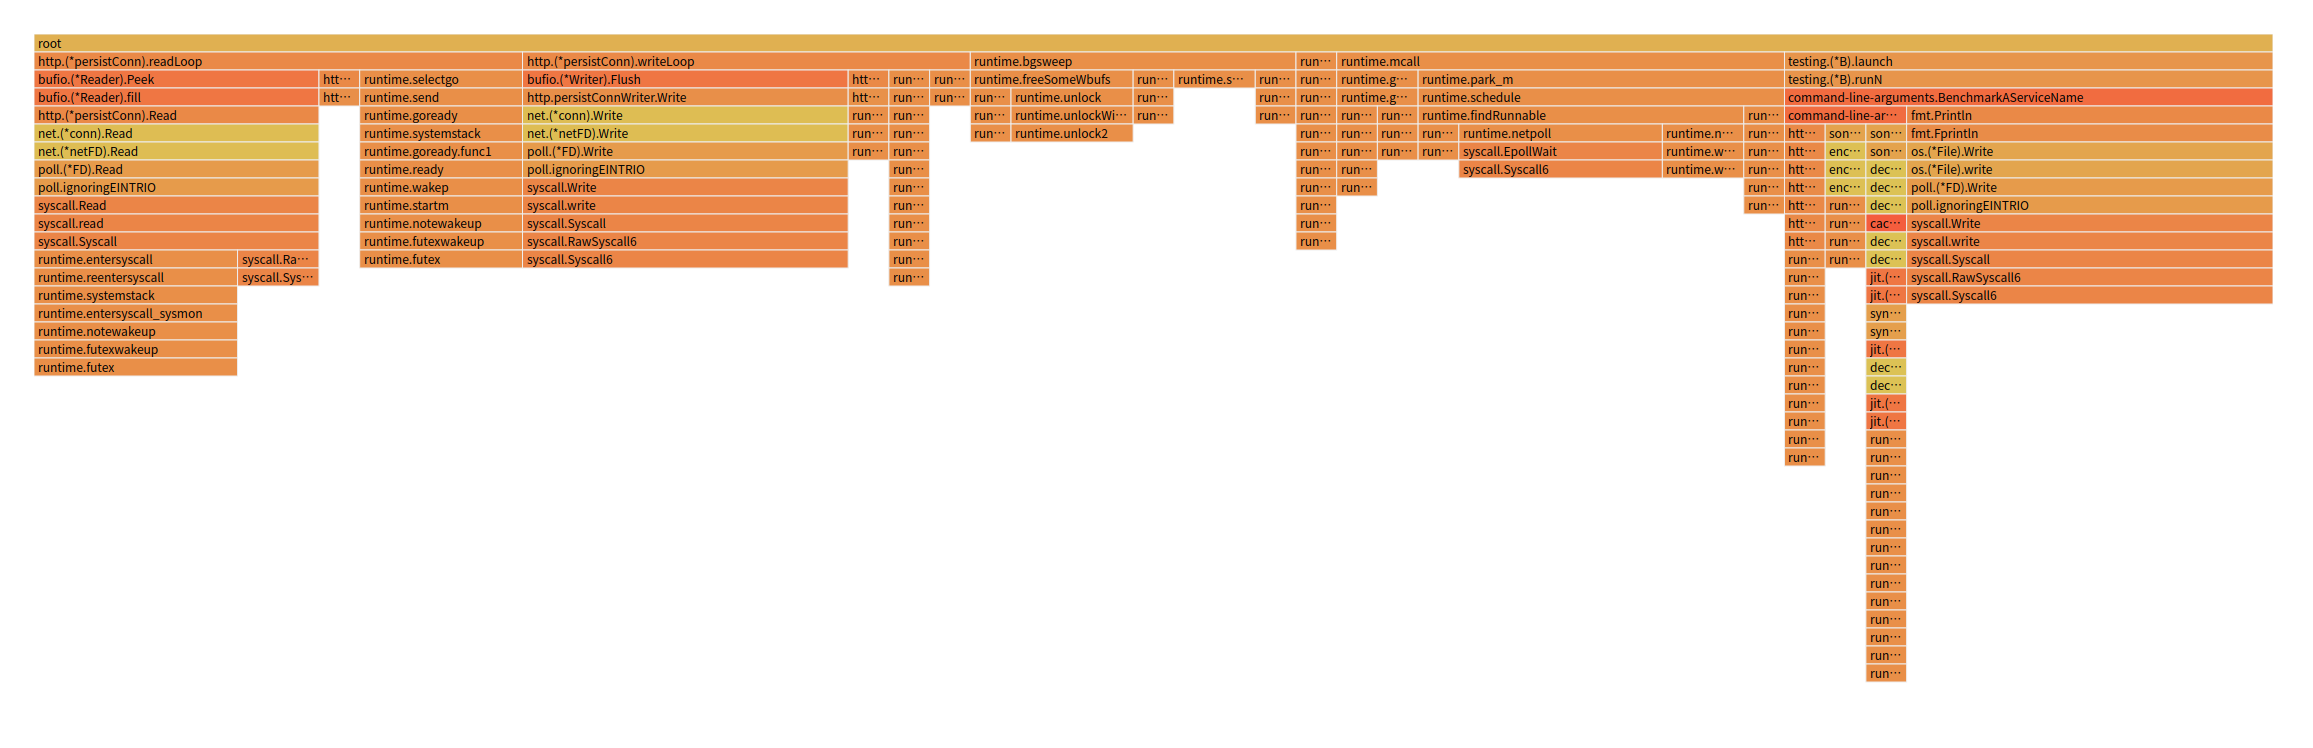 root
http.(*persistConn).readLoop http.(*persistConn).writeLoop runtime.bgsweep run··· runtime.mcall testing.(*B).launch
bufio.(*Reader).Peek htt··· runtime.selectgo bufio.(*Writer).Flush htt··· run··· run··· runtime.freeSomeWbufs run··· runtime.s··· run··· run··· runtime.g··· runtime.park_m testing.(*B).runN
bufio.(*Reader).fill htt··· runtime.send http.persistConnWriter.Write htt··· run··· run··· run··· runtime.unlock run··· run··· run··· runtime.g··· runtime.schedule command-line-arguments.BenchmarkAServiceName
http.(*persistConn).Read runtime.goready net.(*conn).Write run··· run··· run··· runtime.unlockWi··· run··· run··· run··· run··· run··· runtime.findRunnable run··· command-line-ar··· fmt.Println
net.(*conn).Read runtime.systemstack net.(*netFD).Write run··· run··· run··· runtime.unlock2 run··· run··· run··· run··· runtime.netpoll runtime.n··· run··· htt··· son··· son··· fmt.Fprintln
net.(*netFD).Read runtime.goready.func1 poll.(*FD).Write run··· run··· run··· run··· run··· run··· syscall.EpollWait runtime.w··· run··· htt··· enc··· son··· os.(*File).Write
poll.(*FD).Read runtime.ready poll.ignoringEINTRIO run··· run··· run··· syscall.Syscall6 runtime.w··· run··· htt··· enc··· dec··· os.(*File).write
poll.ignoringEINTRIO runtime.wakep syscall.Write run··· run··· run··· run··· htt··· enc··· dec··· poll.(*FD).Write
syscall.Read runtime.startm syscall.write run··· run··· run··· htt··· run··· dec··· poll.ignoringEINTRIO
syscall.read runtime.notewakeup syscall.Syscall run··· run··· htt··· run··· cac··· syscall.Write
syscall.Syscall runtime.futexwakeup syscall.RawSyscall6 run··· run··· htt··· run··· dec··· syscall.write
runtime.entersyscall syscall.Ra··· runtime.futex syscall.Syscall6 run··· run··· run··· dec··· syscall.Syscall
runtime.reentersyscall syscall.Sys··· run··· run··· jit.(··· syscall.RawSyscall6
runtime.systemstack run··· jit.(··· syscall.Syscall6
runtime.entersyscall_sysmon run··· syn···
runtime.notewakeup run··· syn···
runtime.futexwakeup run··· jit.(···
runtime.futex run··· dec···
run··· dec···
run··· jit.(···
run··· jit.(···
run··· run···
run··· run···
run···
run···
run···
run···
run···
run···
run···
run···
run···
run···
run···
run···